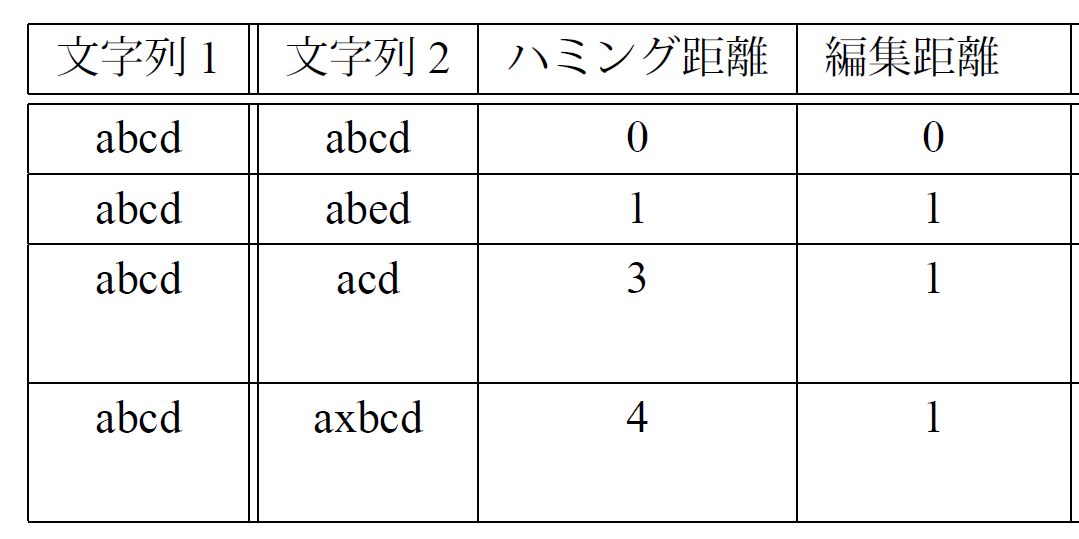 文字列 1 文字列 2 ハミング距離 編集距離
abcd abcd 0 0
abcd abed 1 1
abcd acd 3 1
abcd axbcd 4 1